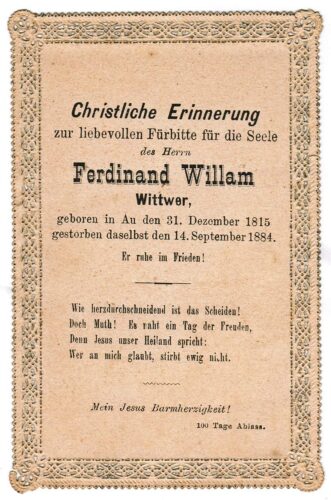 Christliche Erinnerung
zur liebevollen Fürbitte für die Seele
des Herrn
Ferdinand Willam
Wittwer,
geboren in Au den 31. Dezember 1815
gestorben daselbst den 14. September 1884.
Er ruhe im Frieden!
Wie herzdürchschneidend ist das Scheiden!
Doch Muth! Es naht ein Tag der Freuden,
Denn Jesus unser Heiland spricht:
Wer an mich glaubt, stirbt ewig nicht.
Mein Jesus Barmherzigkeit!
100 Tage Ablass.